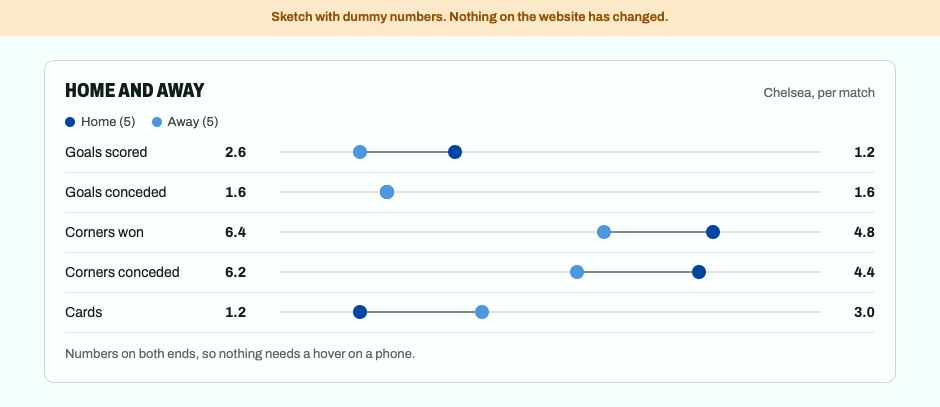 Sketch with dummy numbers. Nothing on the website has changed.
HOME AND AWAY
Chelsea, per match
Home (5) Away (5)
Goals scored 2.6 1.2
Goals conceded 1.6 1.6
Corners won 6.4 4.8
Corners conceded 6.2 4.4
Cards 1.2 3.0
Numbers on both ends, so nothing needs a hover on a phone.